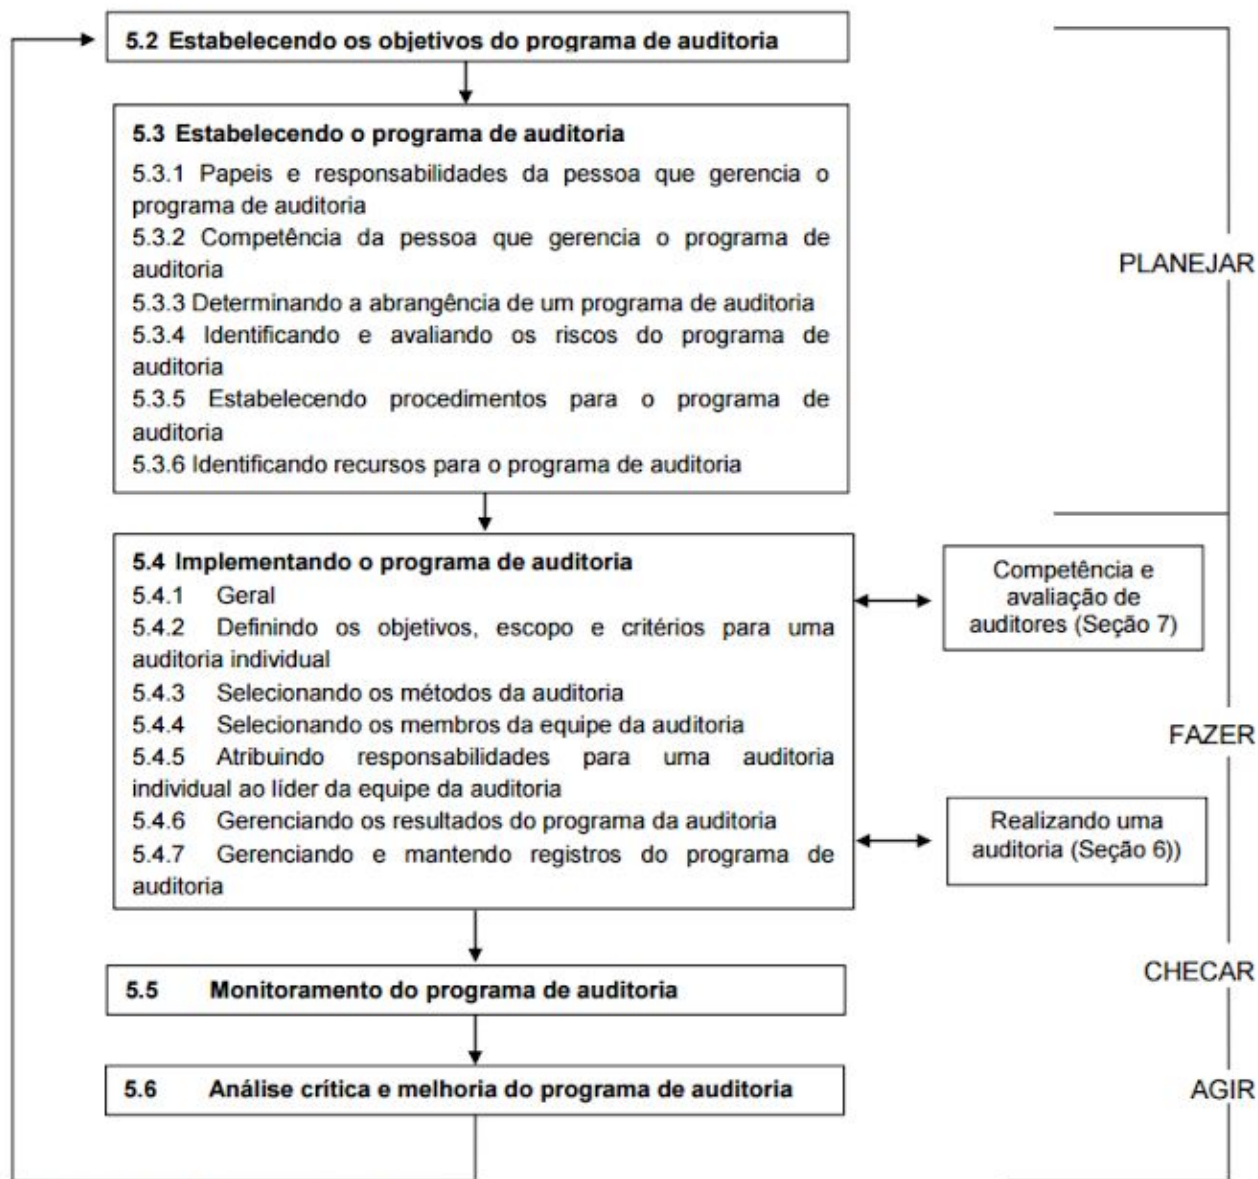 5.2 Estabelecendo os objetivos do programa de auditoria
5.3 Estabelecendo o programa de auditoria
5.3.1 Papeis e responsabilidades da pessoa que gerencia o
programa de auditoria
5.3.2 Competência da pessoa que gerencia o programa de
auditoria
5.3.3 Determinando a abrangência de um programa de auditoria
5.3.4 Identificando e avaliando os riscos do programa de
auditoria
5.3.5 Estabelecendo procedimentos para o programa de
auditoria
5.3.6 Identificando recursos para o programa de auditoria
PLANEJAR
5.4 Implementando o programa de auditoria
5.4.1 Geral
5.4.2 Definindo os objetivos, escopo e critérios para uma
auditoria individual
5.4.3 Selecionando os métodos da auditoria
5.4.4 Selecionando os membros da equipe da auditoria
5.4.5 Atribuindo responsabilidades para uma auditoria
individual ao líder da equipe da auditoria
5.4.6 Gerenciando os resultados do programa da auditoria
5.4.7 Gerenciando e mantendo registros do programa de
auditoria
Competência e
avaliação de
auditores (Seção 7)
FAZER
Realizando uma
auditoria (Seção 6))
5.5 Monitoramento do programa de auditoria
CHECAR
5.6 Análise crítica e melhoria do programa de auditoria
AGIR